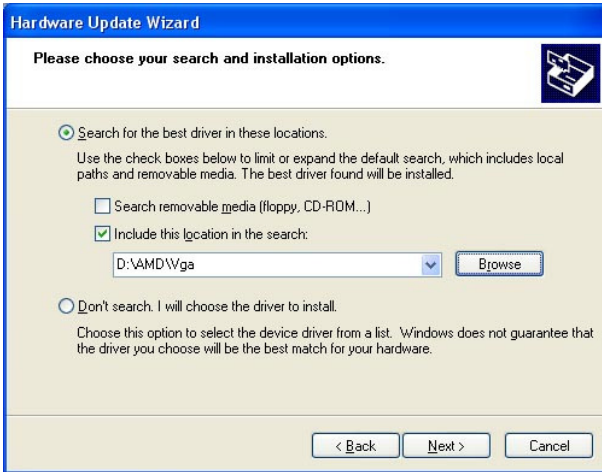 Hardware Update Wizard
Please choose your search and installation options.
Search for the best driver in these locations.
Use the check boxes below to limit or expand the default search, which includes local
paths and removable media. The best driver found will be installed.
Search removable media (floppy, CD-ROM...)
Include this location in the search:
D:\AMD\Vga
Browse
Don't search. I will choose the driver to install.
Choose this option to select the device driver from a list. Windows does not guarantee that
the driver you choose will be the best match for your hardware.
< Back Next > Cancel